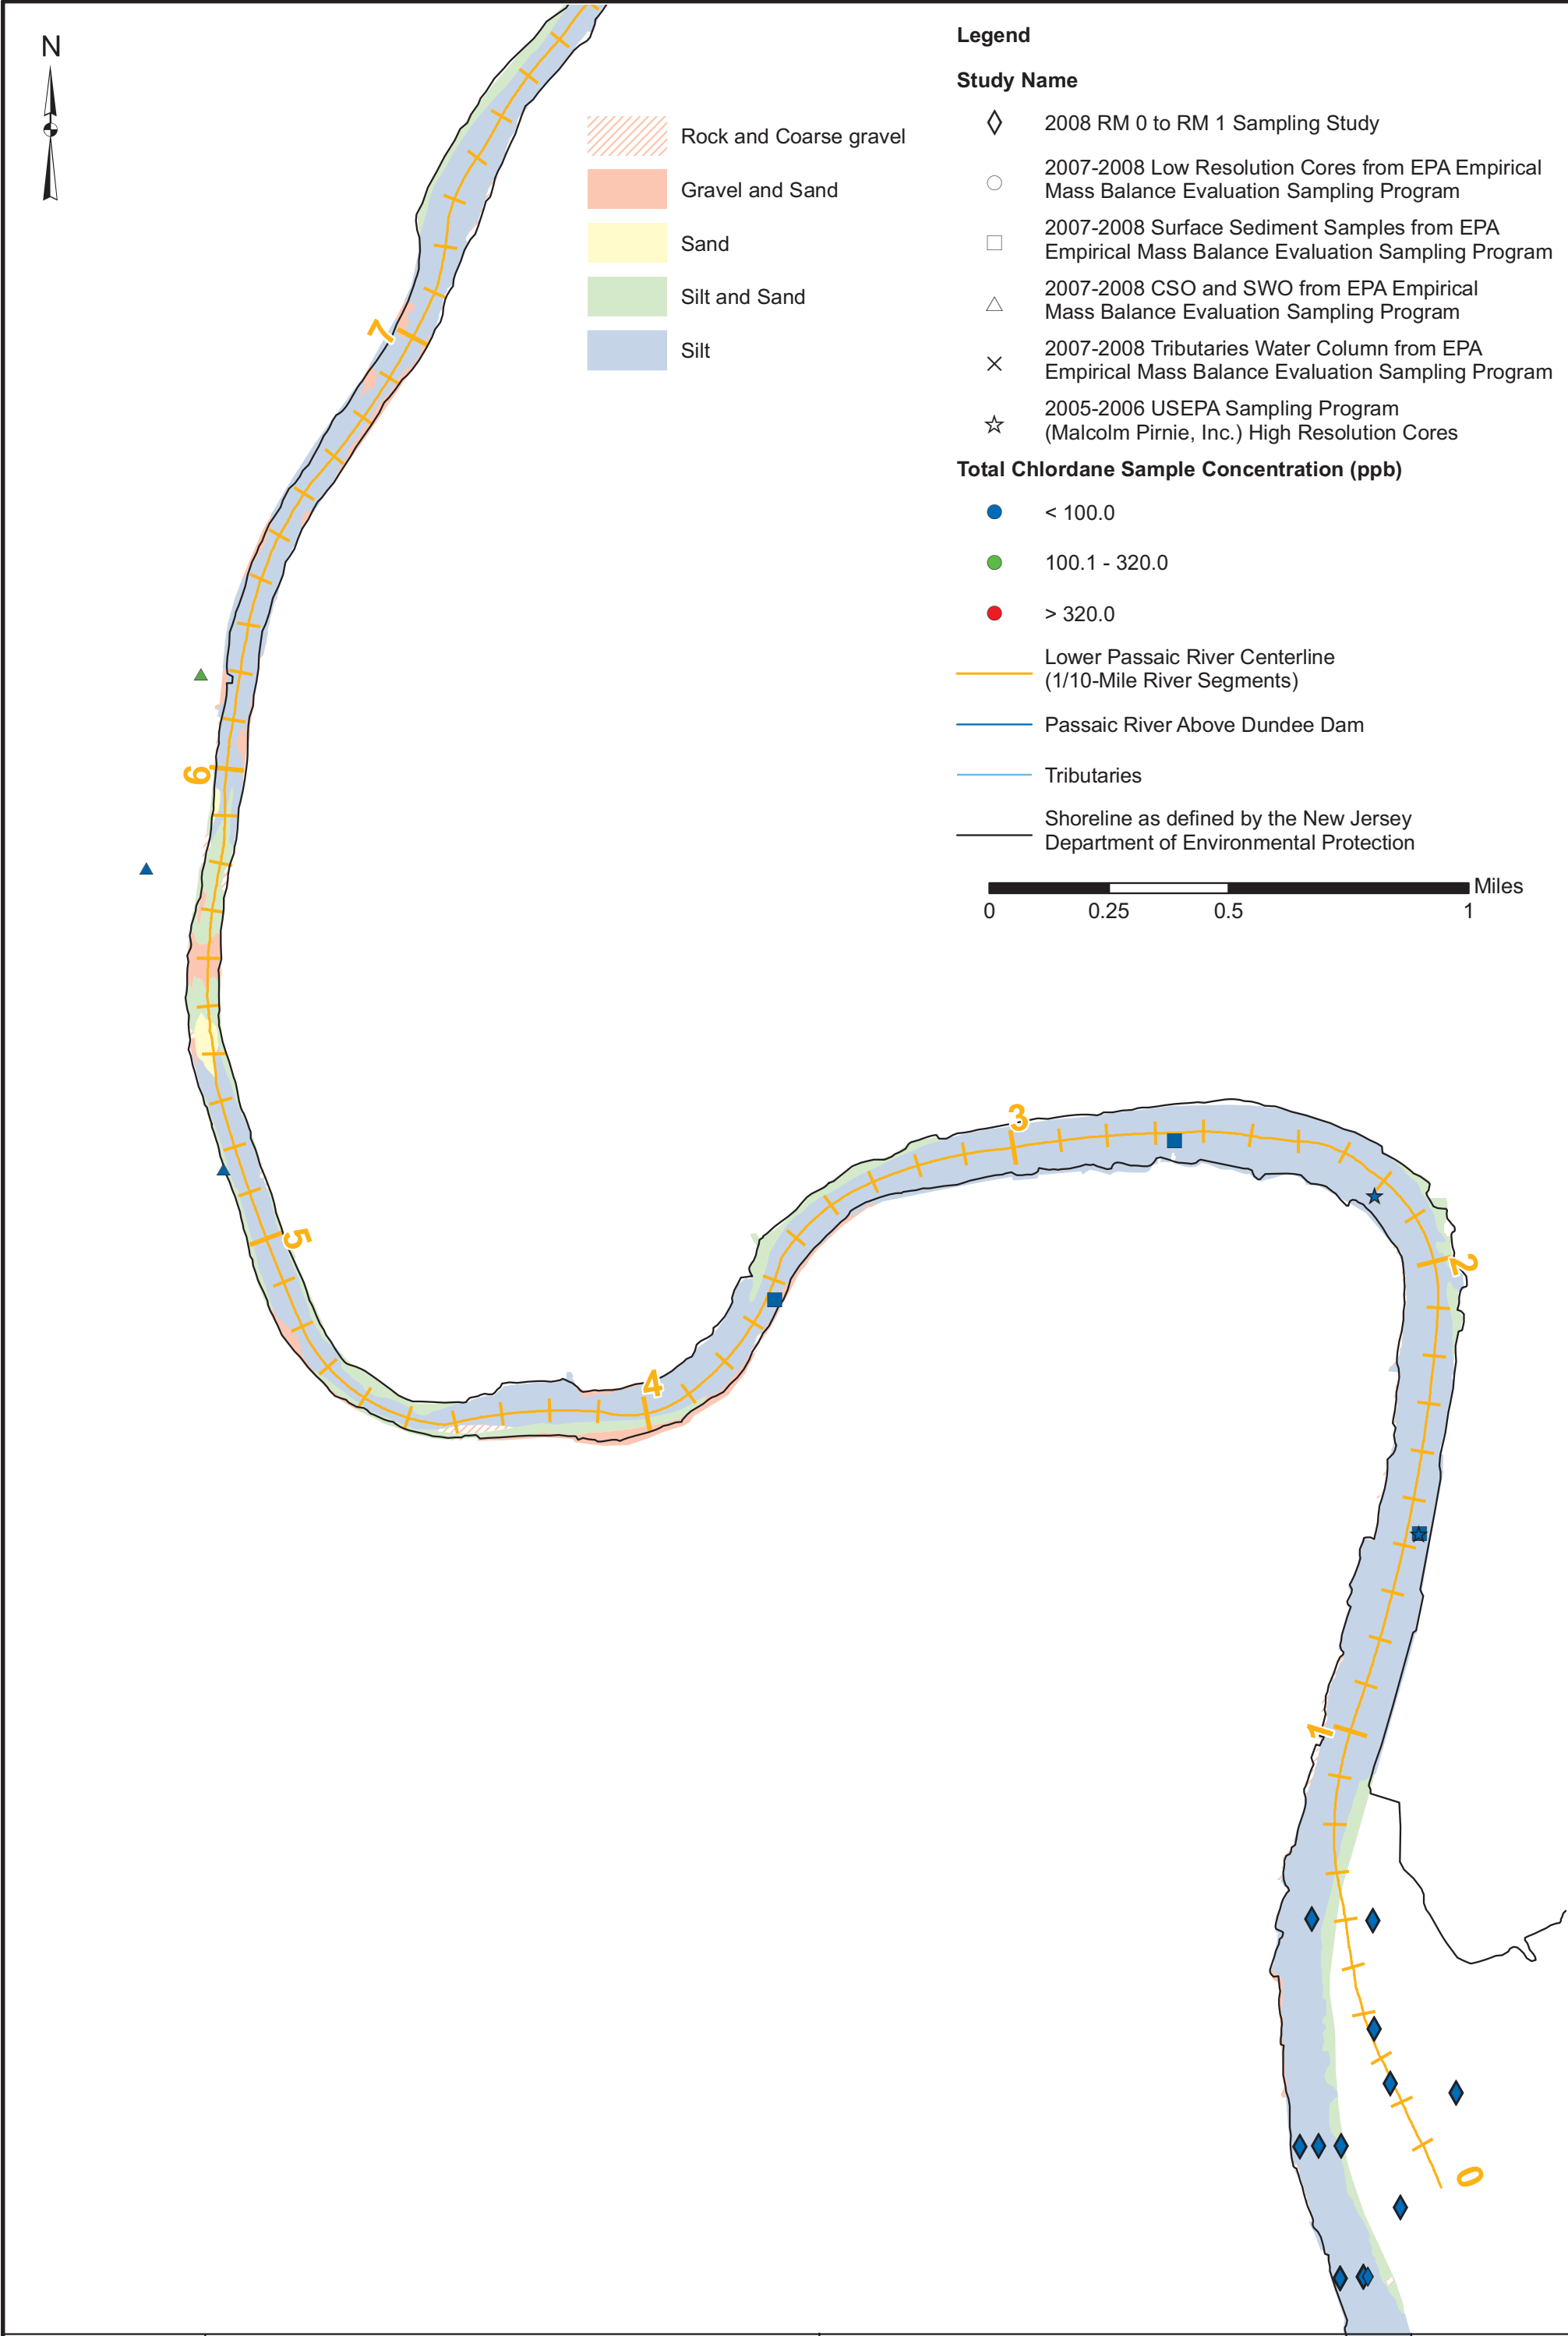 N
Legend
Study Name
2008 RM 0 to RM 1 Sampling Study
2007-2008 Low Resolution Cores from EPA Empirical
Mass Balance Evaluation Sampling Program
2007-2008 Surface Sediment Samples from EPA
Empirical Mass Balance Evaluation Sampling Program
2007-2008 CSO and SWO from EPA Empirical
Mass Balance Evaluation Sampling Program
2007-2008 Tributaries Water Column from EPA
Empirical Mass Balance Evaluation Sampling Program
2005-2006 USEPA Sampling Program
(Malcolm Pirnie, Inc.) High Resolution Cores
Total Chlordane Sample Concentration (ppb)
< 100.0
100.1 - 320.0
> 320.0
Lower Passaic River Centerline
(1/10-Mile River Segments)
Passaic River Above Dundee Dam
Tributaries
Shoreline as defined by the New Jersey
Department of Environmental Protection
Miles
0 0.25 0.5 1
Rock and Coarse gravel
Gravel and Sand
Sand
Silt and Sand
Silt
7
6
5
4
3
2
1
0